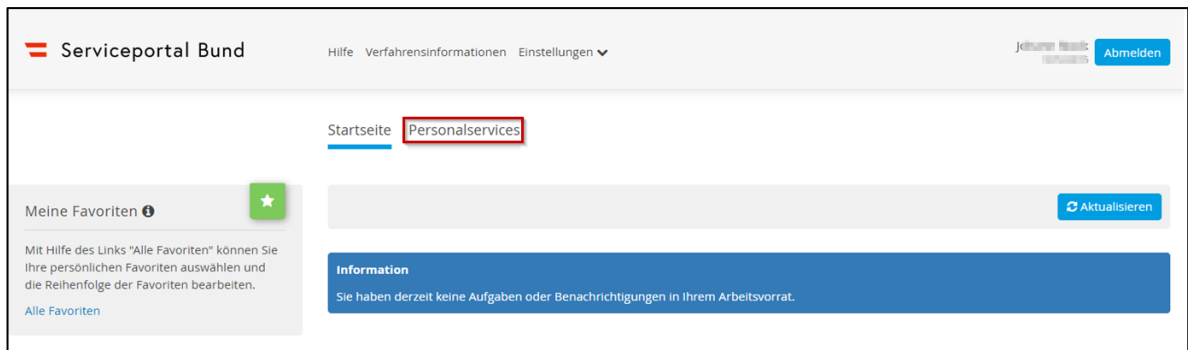 Serviceportal Bund
Hilfe Verfahrensinformationen Einstellungen
Abmelden
Startseite Personalservices
Meine Favoriten
Mit Hilfe des Links "Alle Favoriten" können Sie
Ihre persönlichen Favoriten auswählen und
die Reihenfolge der Favoriten bearbeiten.
Alle Favoriten
Aktualisieren
Information
Sie haben derzeit keine Aufgaben oder Benachrichtigungen in Ihrem Arbeitsvorrat.